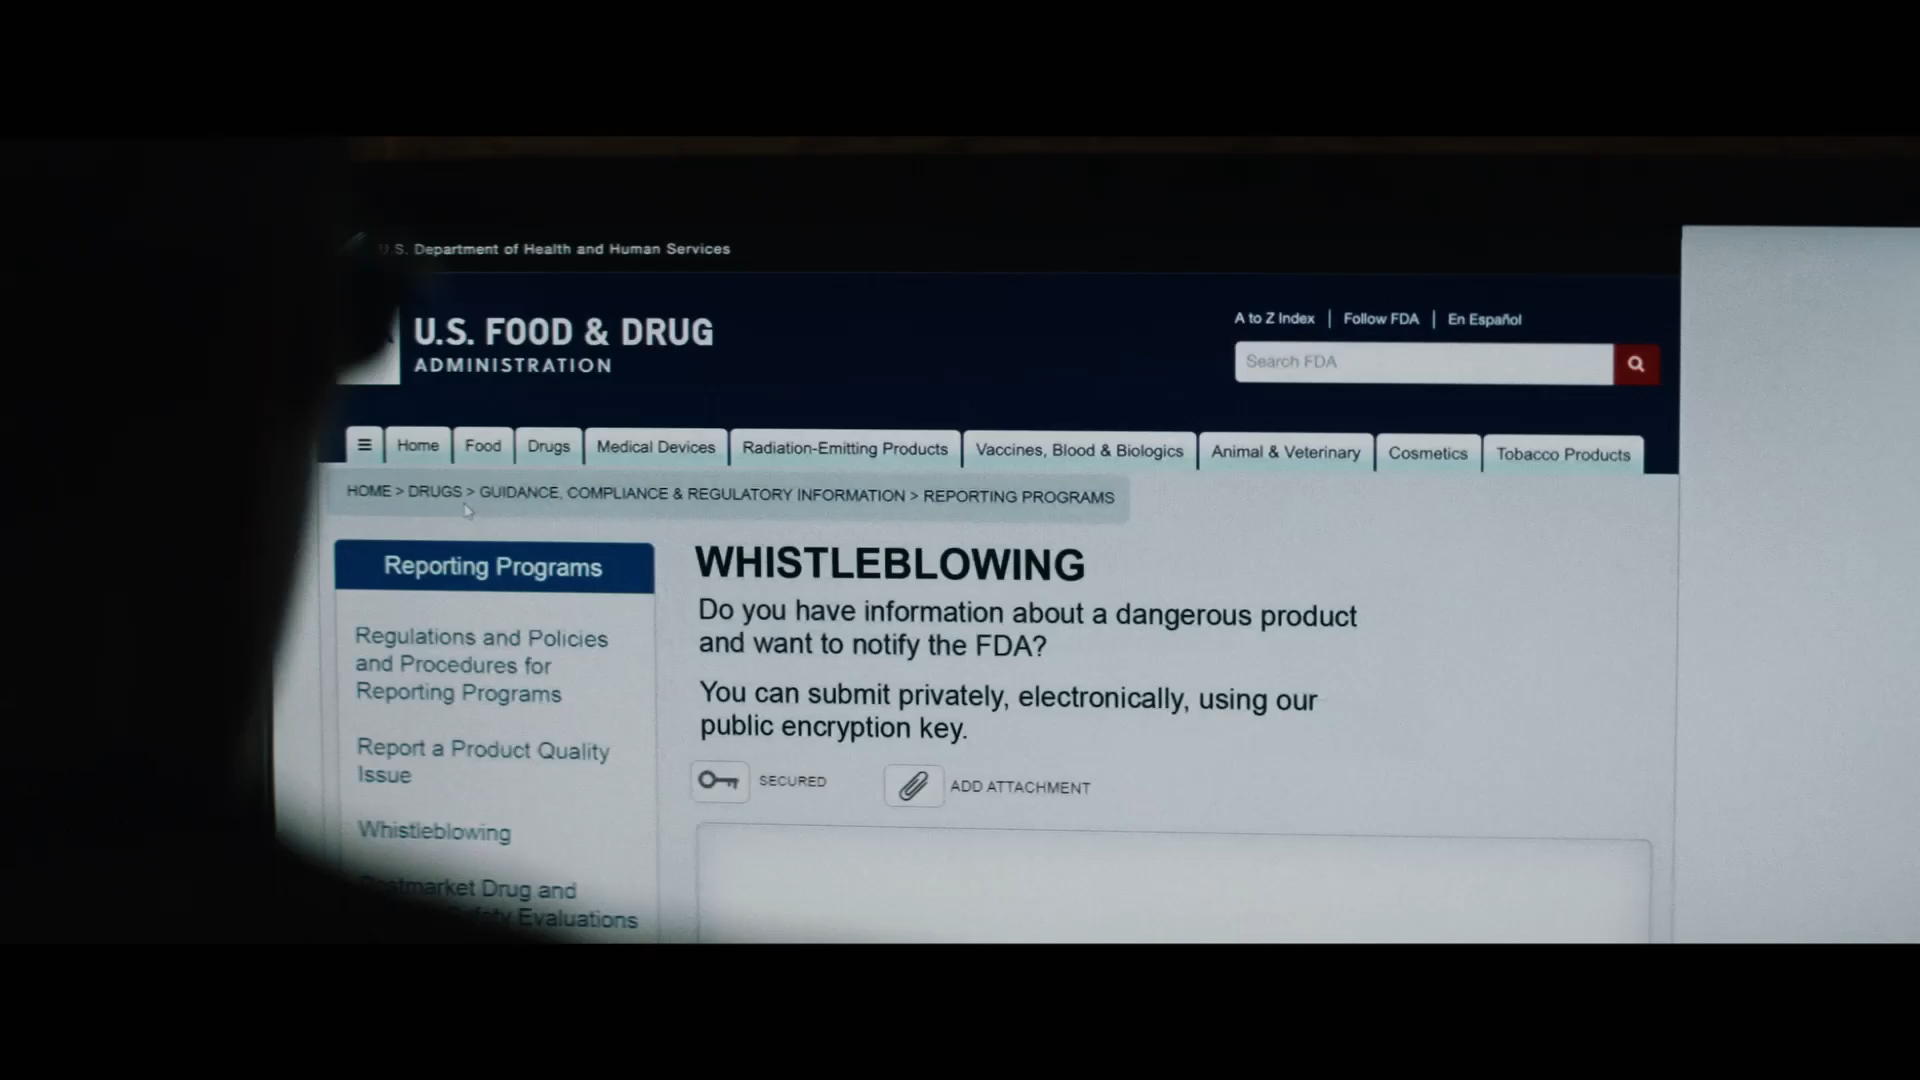 U.S. Department of Health and Human Services
U.S. FOOD & DRUG
ADMINISTRATION
A to Z Index | Follow FDA | En Español
Search FDA
Home Food Drugs Medical Devices Radiation-Emitting Products Vaccines, Blood & Biologics Animal & Veterinary Cosmetics Tobacco Products
HOME > DRUGS > GUIDANCE, COMPLIANCE & REGULATORY INFORMATION > REPORTING PROGRAMS
Reporting Programs
Regulations and Policies
and Procedures for
Reporting Programs
Report a Product Quality
Issue
Whistleblowing
Postmarket Drug and
Safety Evaluations
WHISTLEBLOWING
Do you have information about a dangerous product
and want to notify the FDA?
You can submit privately, electronically, using our
public encryption key.
SECURED
ADD ATTACHMENT